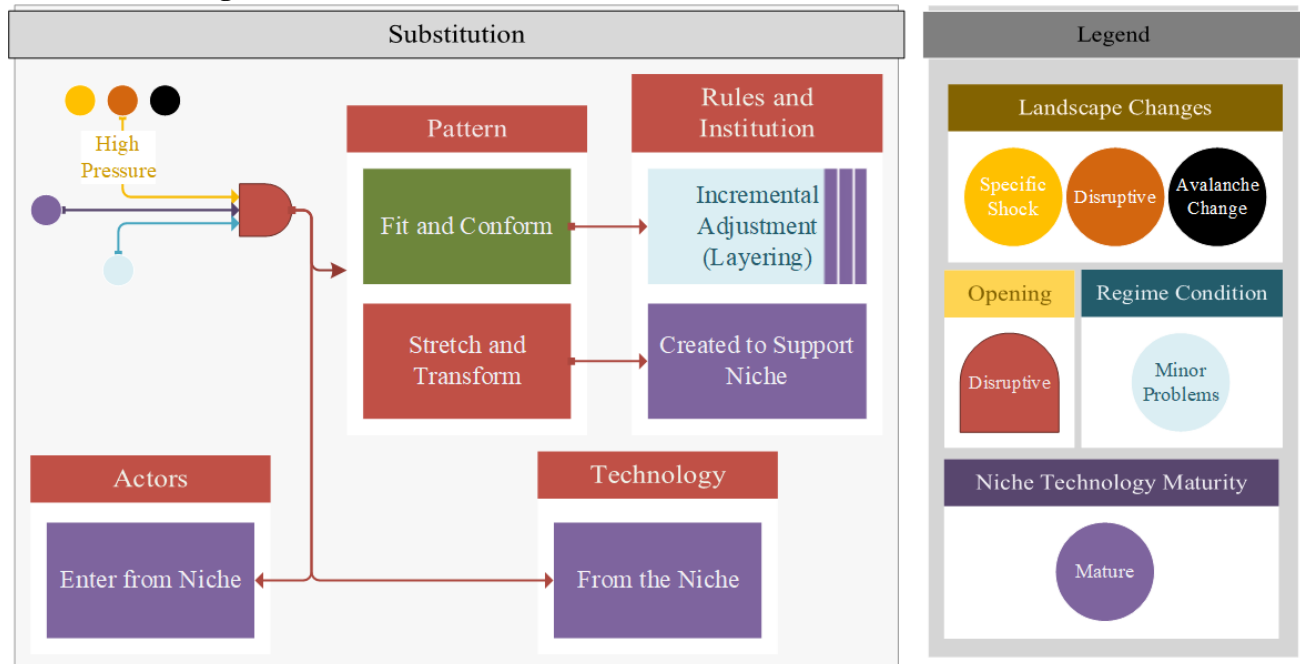 Substitution
High
Pressure
Pattern
Fit and Conform
Stretch and
Transform
Rules and
Institution
Incremental
Adjustment
(Layering)
Created to Support
Niche
Actors
Enter from Niche
Technology
From the Niche
Legend
Landscape Changes
Specific
Shock
Disruptive
Avalanche
Change
Opening
Disruptive
Regime Condition
Minor
Problems
Niche Technology Maturity
Mature